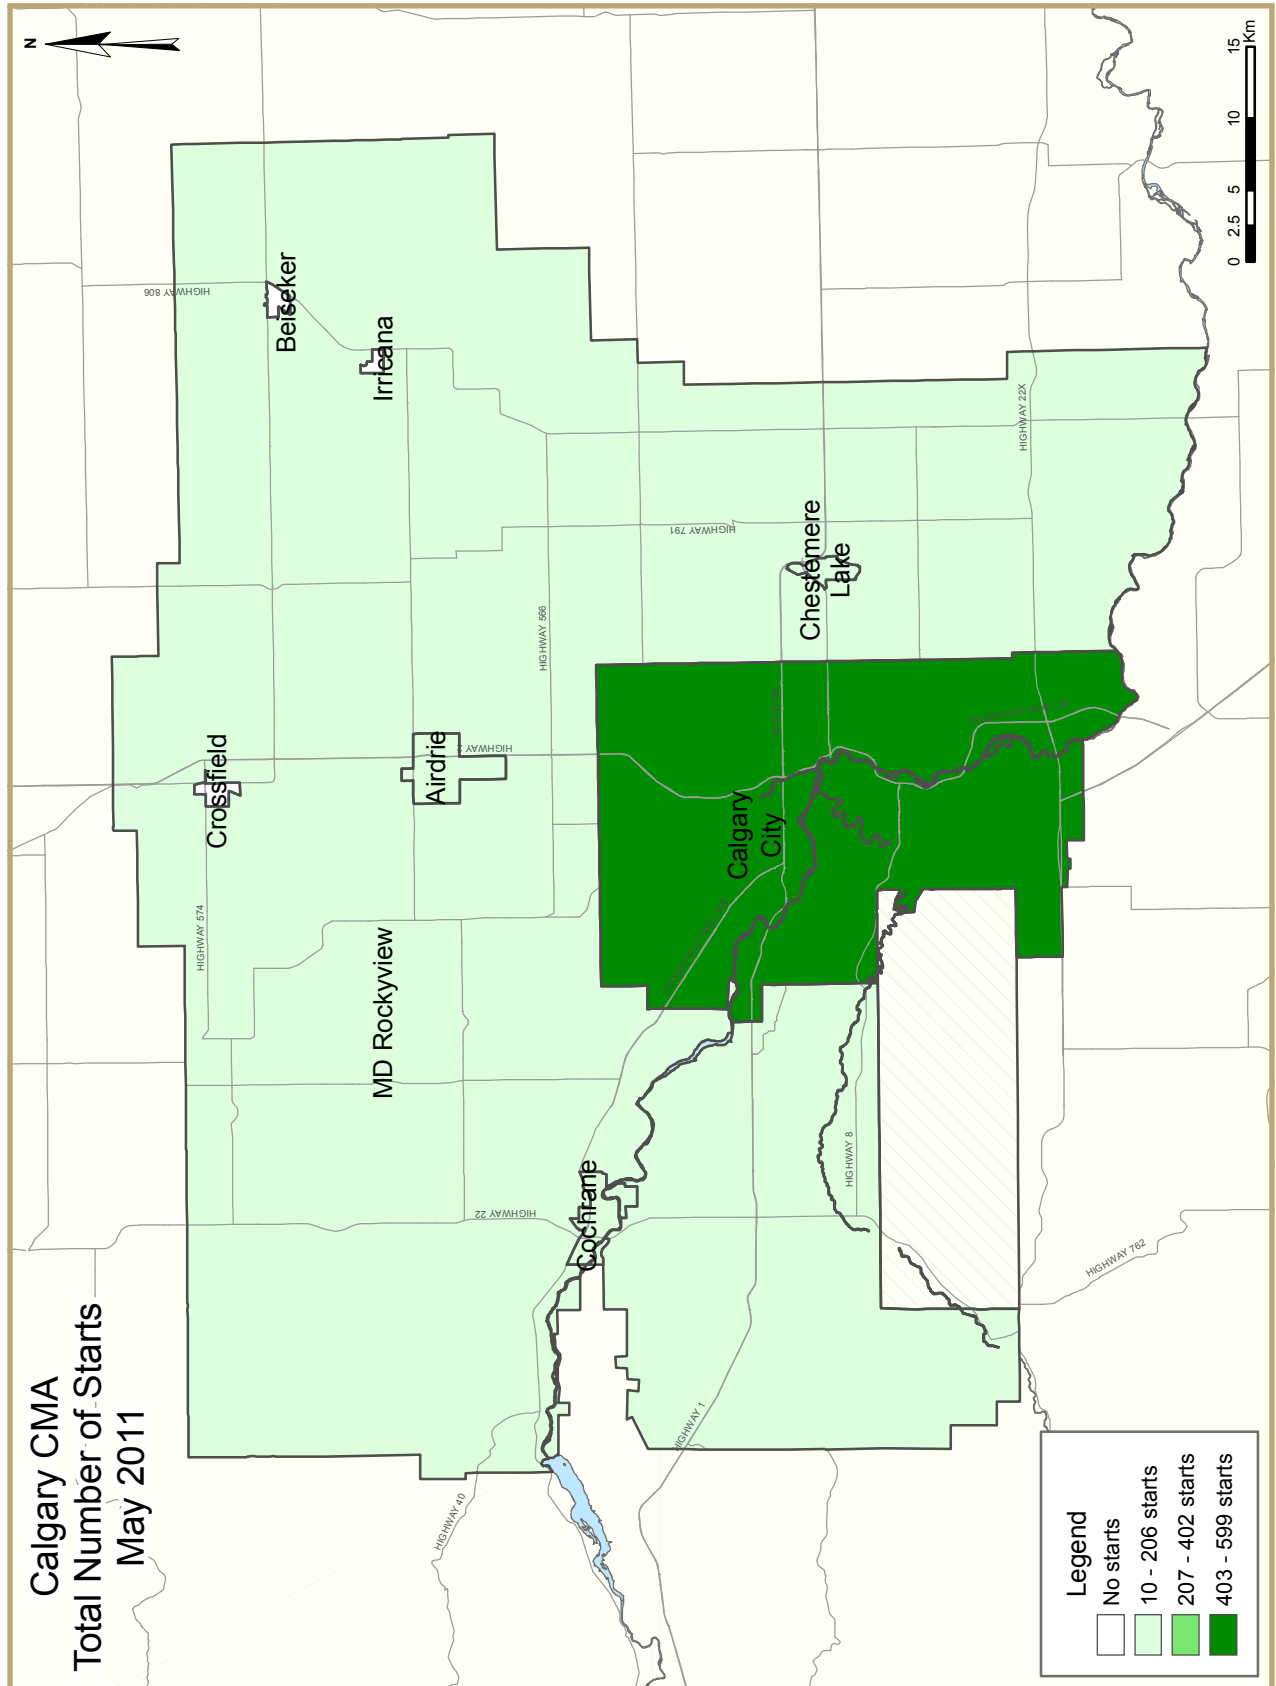 Calgary CMA
Total Number of Starts
May 2011
N
HIGHWAY 806
Beiseker
Irricana
HIGHWAY 22X
HIGHWAY 791
Chestemere
Lake
HIGHWAY 566
Crossfield
Airdrie
HIGHWAY 2
Calgary
City
HIGHWAY 574
MD Rockyview
Cochrane
HIGHWAY 22
HIGHWAY 8
HIGHWAY 762
HIGHWAY 1
HIGHWAY 40
Legend
No starts
10 - 206 starts
207 - 402 starts
403 - 599 starts
0 2.5 5 10 15
Km